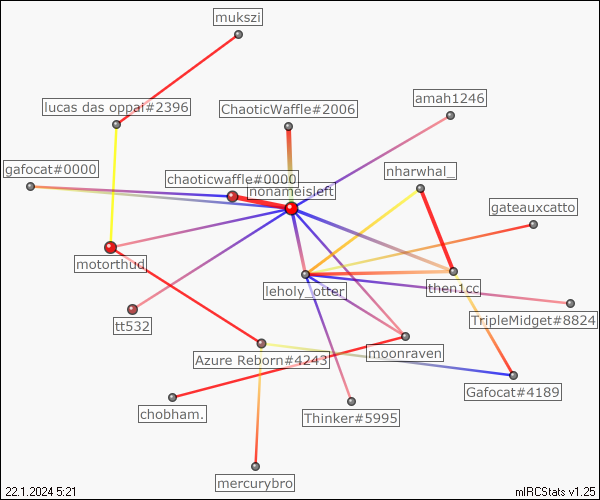 mukszi
amah1246
lucas das oppai#2396
ChaoticWaffle#2006
gafocat#0000
nharwhal_
chaoticwaffle#0000
nonameisleft
gateauxcatto
motorthud
leholy_otter
then1cc
tt532
TripleMidget#8824
Azure Reborn#4243
moonraven
Gafocat#4189
chobham.
Thinker#5995
mercurybro
22.1.2024 5:21
mIRCStats v1.25